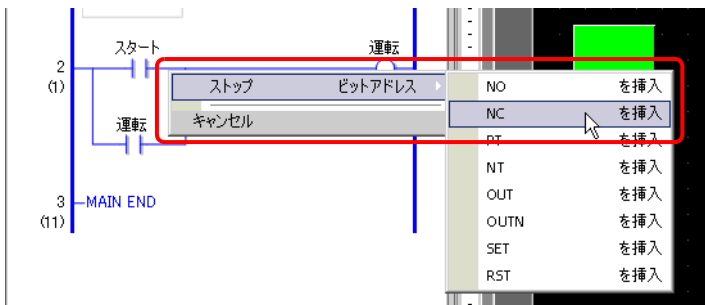 スタート 運転
2
(1)
ストップ ビットアドレス
キャンセル
運転
3 MAIN END
(11)
NO を挿入
NC を挿入
PT を挿入
NT を挿入
OUT を挿入
OUTN を挿入
SET を挿入
RST を挿入